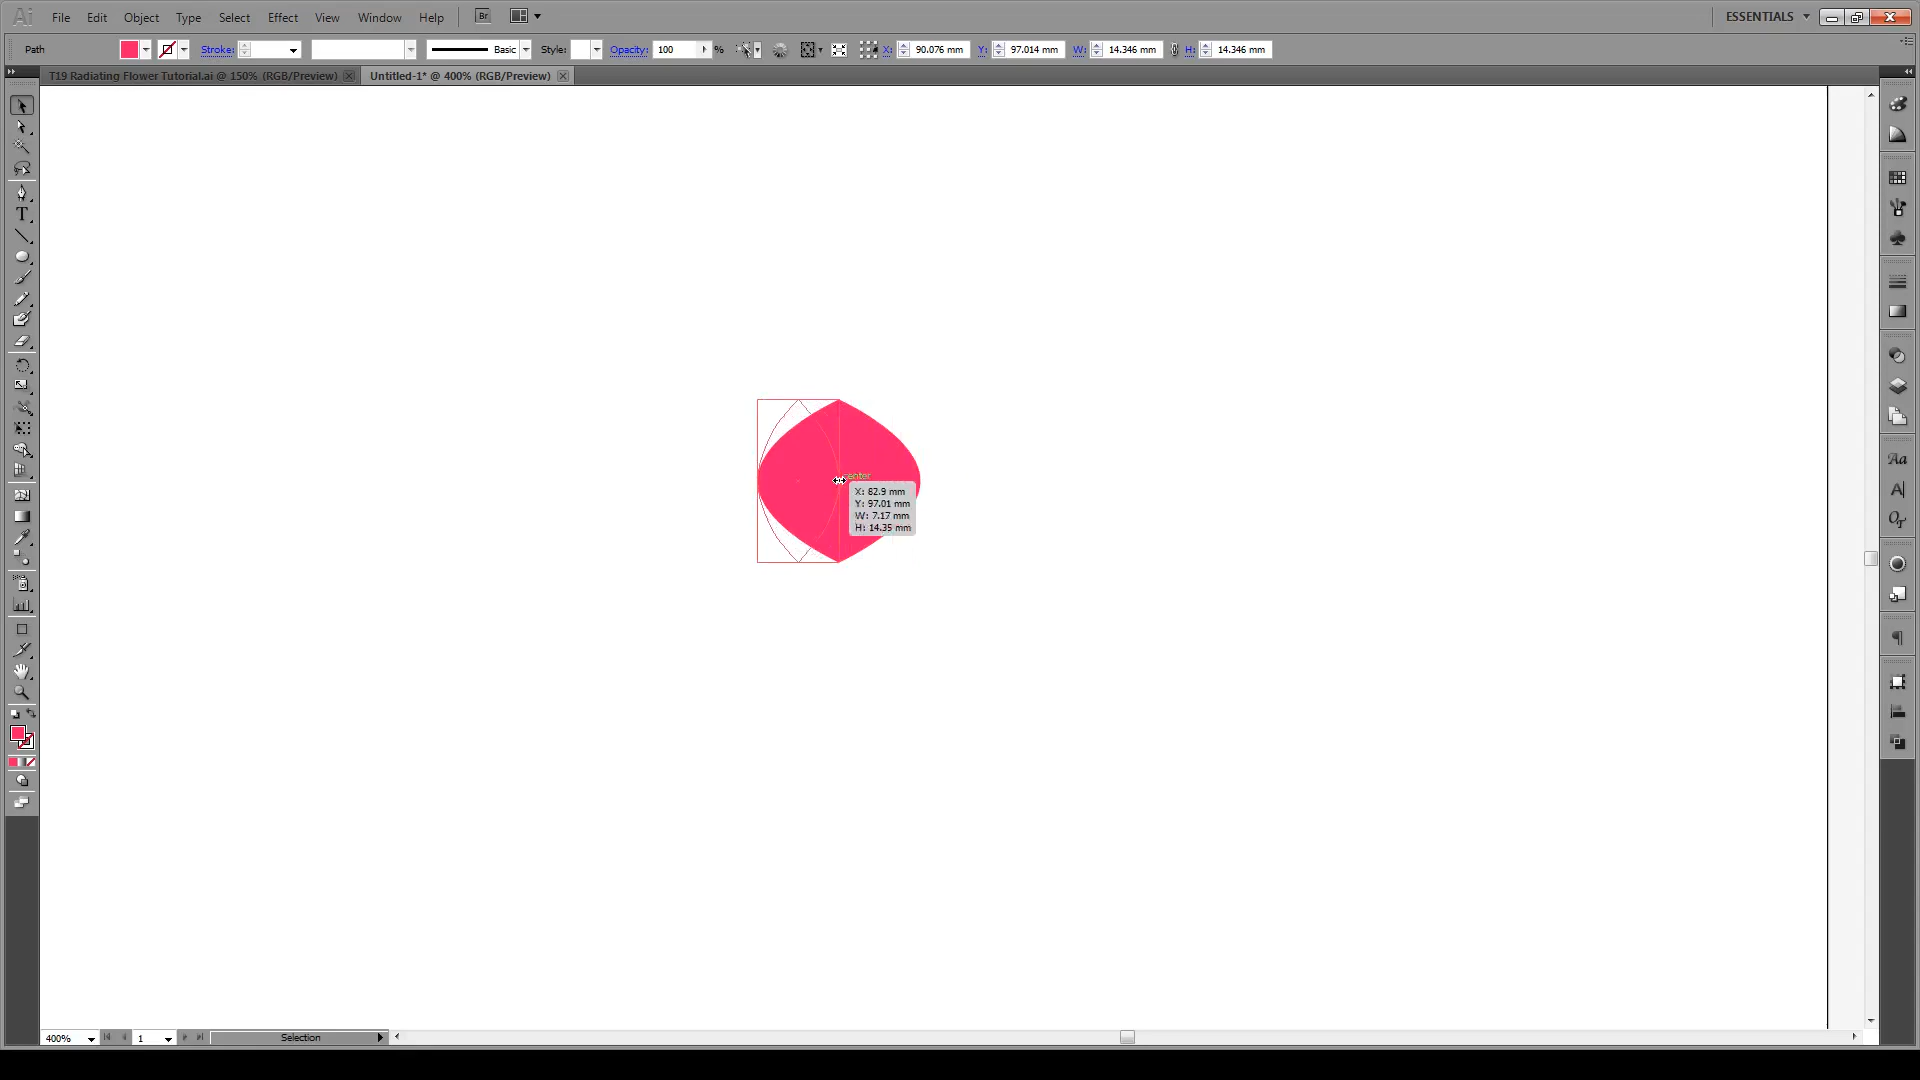 Ai File Edit Object Type Select Effect View Window Help Br ESSENTIALS
Path Stroke: Basic Style: Opacity: 100 % X: 90.076 mm Y: 97.014 mm W: 14.346 mm H: 14.346 mm
T19 Radiating Flower Tutorial.ai @ 150% (RGB/Preview) Untitled-1* @ 400% (RGB/Preview)
center
X: 82.9 mm
Y: 97.01 mm
W: 7.17 mm
H: 14.35 mm
400% 1 Selection